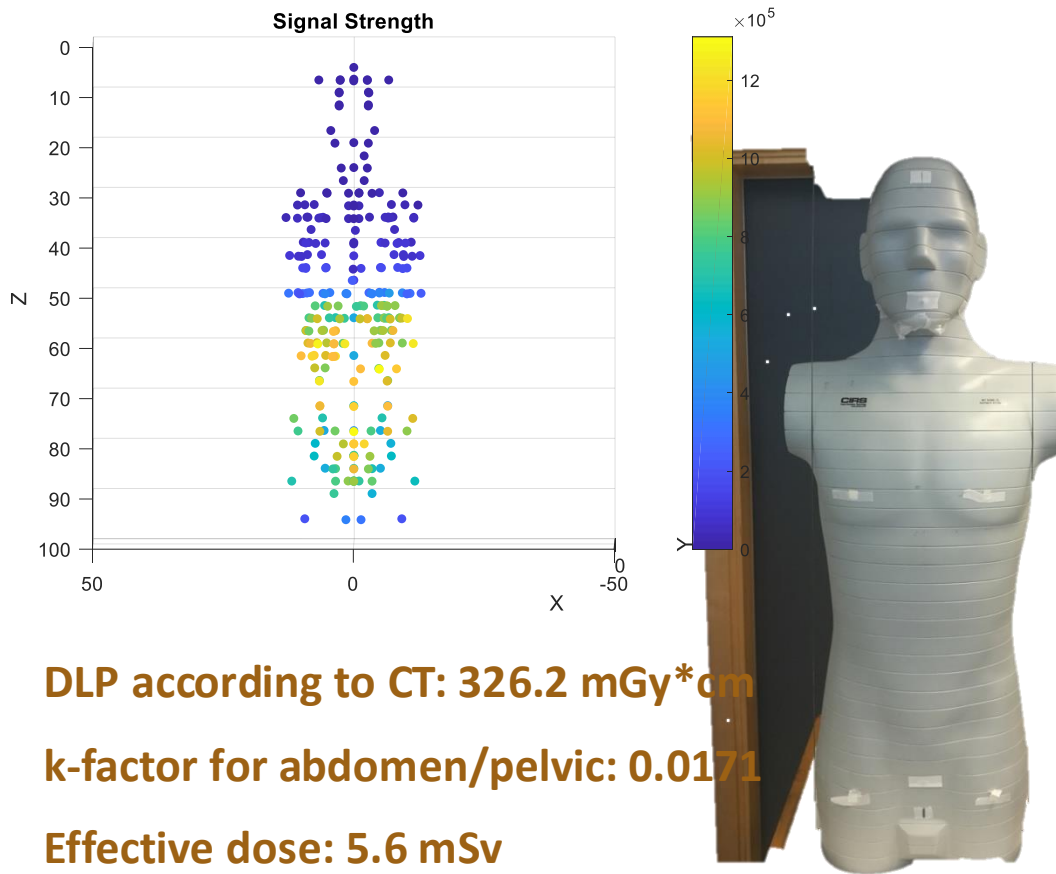 Signal Strength
×10⁵
0
10
20
30
40
50
60
70
80
90
100
Z
50
0
-50
X
0
Y
12
10
8
6
4
2
0
CIRS
DLP according to CT: 326.2 mGy*cm
k-factor for abdomen/pelvic: 0.0171
Effective dose: 5.6 mSv